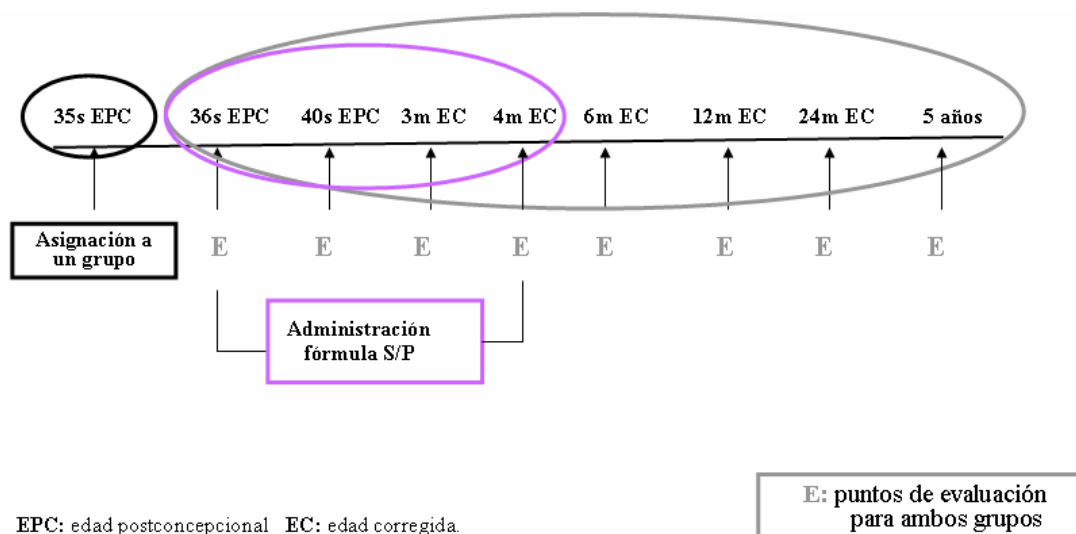 35s EPC 36s EPC 40s EPC 3m EC 4m EC 6m EC 12m EC 24m EC 5 años
Asignación a
un grupo
E E E E E E E E
Administración
fórmula S/P
E: puntos de evaluación
para ambos grupos
EPC: edad postconcepcional EC: edad corregida.